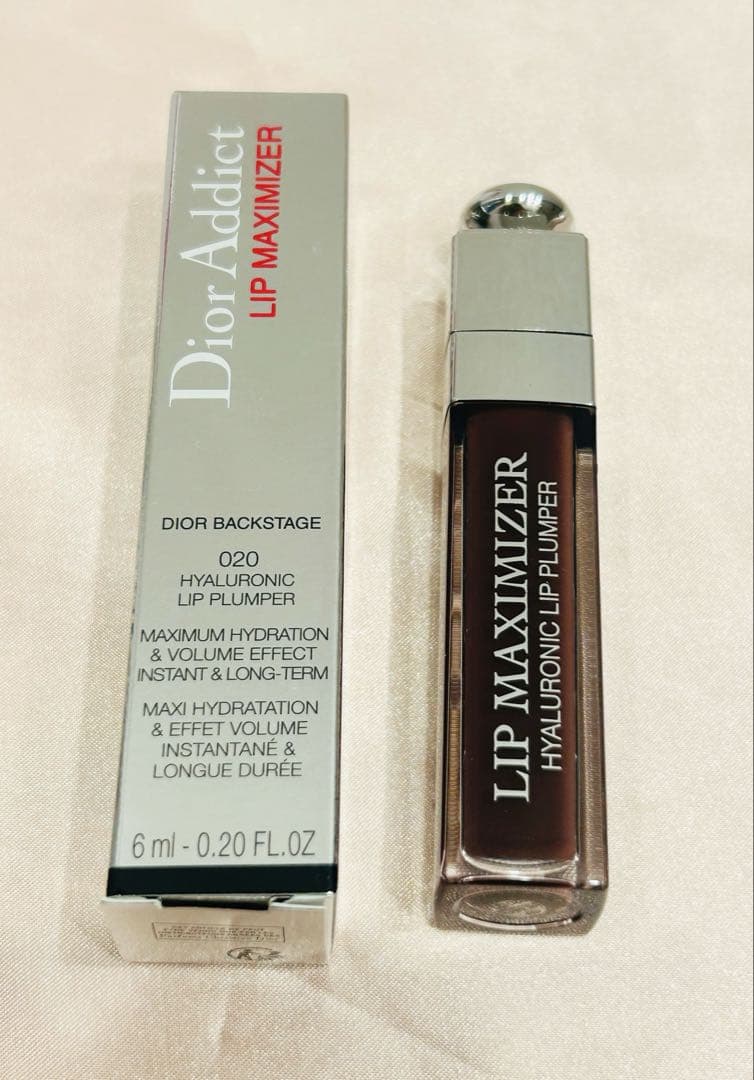 Dior Addict
LIP MAXIMIZER
DIOR BACKSTAGE
020
HYALURONIC
LIP PLUMPER
MAXIMUM HYDRATION
& VOLUME EFFECT
INSTANT & LONG-TERM
MAXI HYDRATATION
& EFFET VOLUME
INSTANTANÉ &
LONGUE DURÉE
6 ml - 0.20 FL.OZ
LIP MAXIMIZER
HYALURONIC LIP PLUMPER